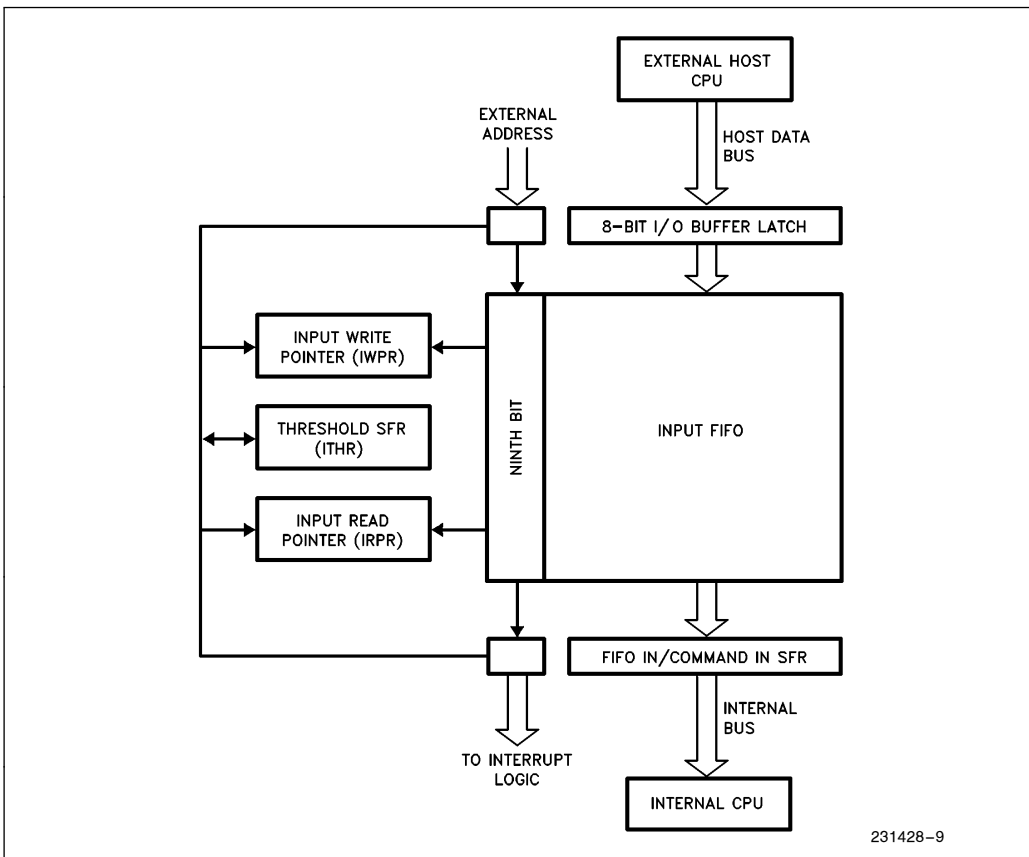 EXTERNAL HOST
CPU
EXTERNAL
ADDRESS
HOST DATA
BUS
8-BIT I/O BUFFER LATCH
INPUT WRITE
POINTER (IWPR)
THRESHOLD SFR
(ITHR)
INPUT READ
POINTER (IRPR)
NINTH BIT
INPUT FIFO
FIFO IN/COMMAND IN SFR
INTERNAL
BUS
TO INTERRUPT
LOGIC
INTERNAL CPU
231428-9